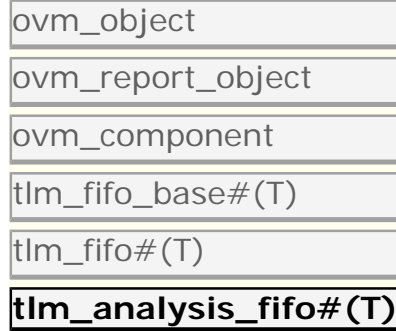 ovm_object
ovm_report_object
ovm_component
tlm_fifo_base#(T)
tlm_fifo#(T)
tlm_analysis_fifo#(T)